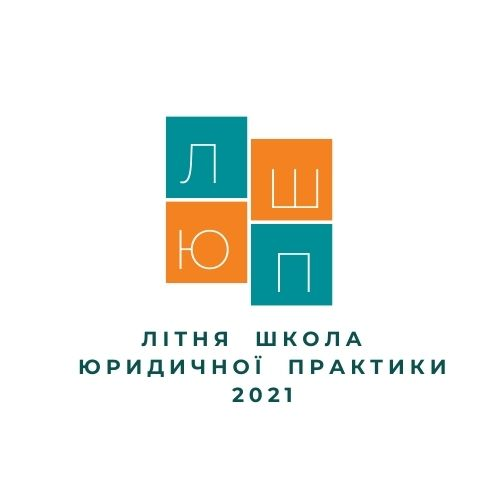 Л Ш
Ю П
ЛІТНЯ ШКОЛА
ЮРИДИЧНОЇ ПРАКТИКИ
2021